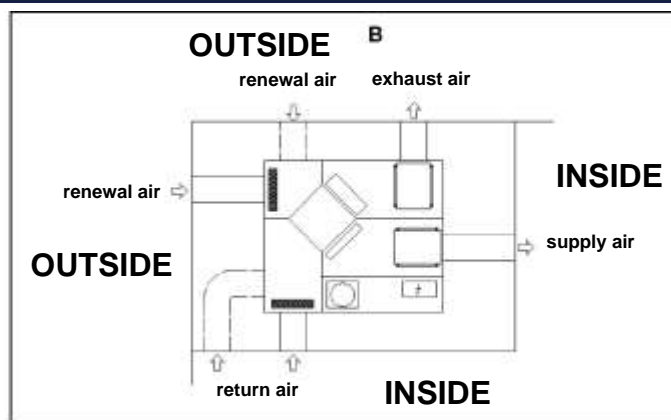 OUTSIDE B
renewal air exhaust air
renewal air
INSIDE
supply air
OUTSIDE
return air
INSIDE